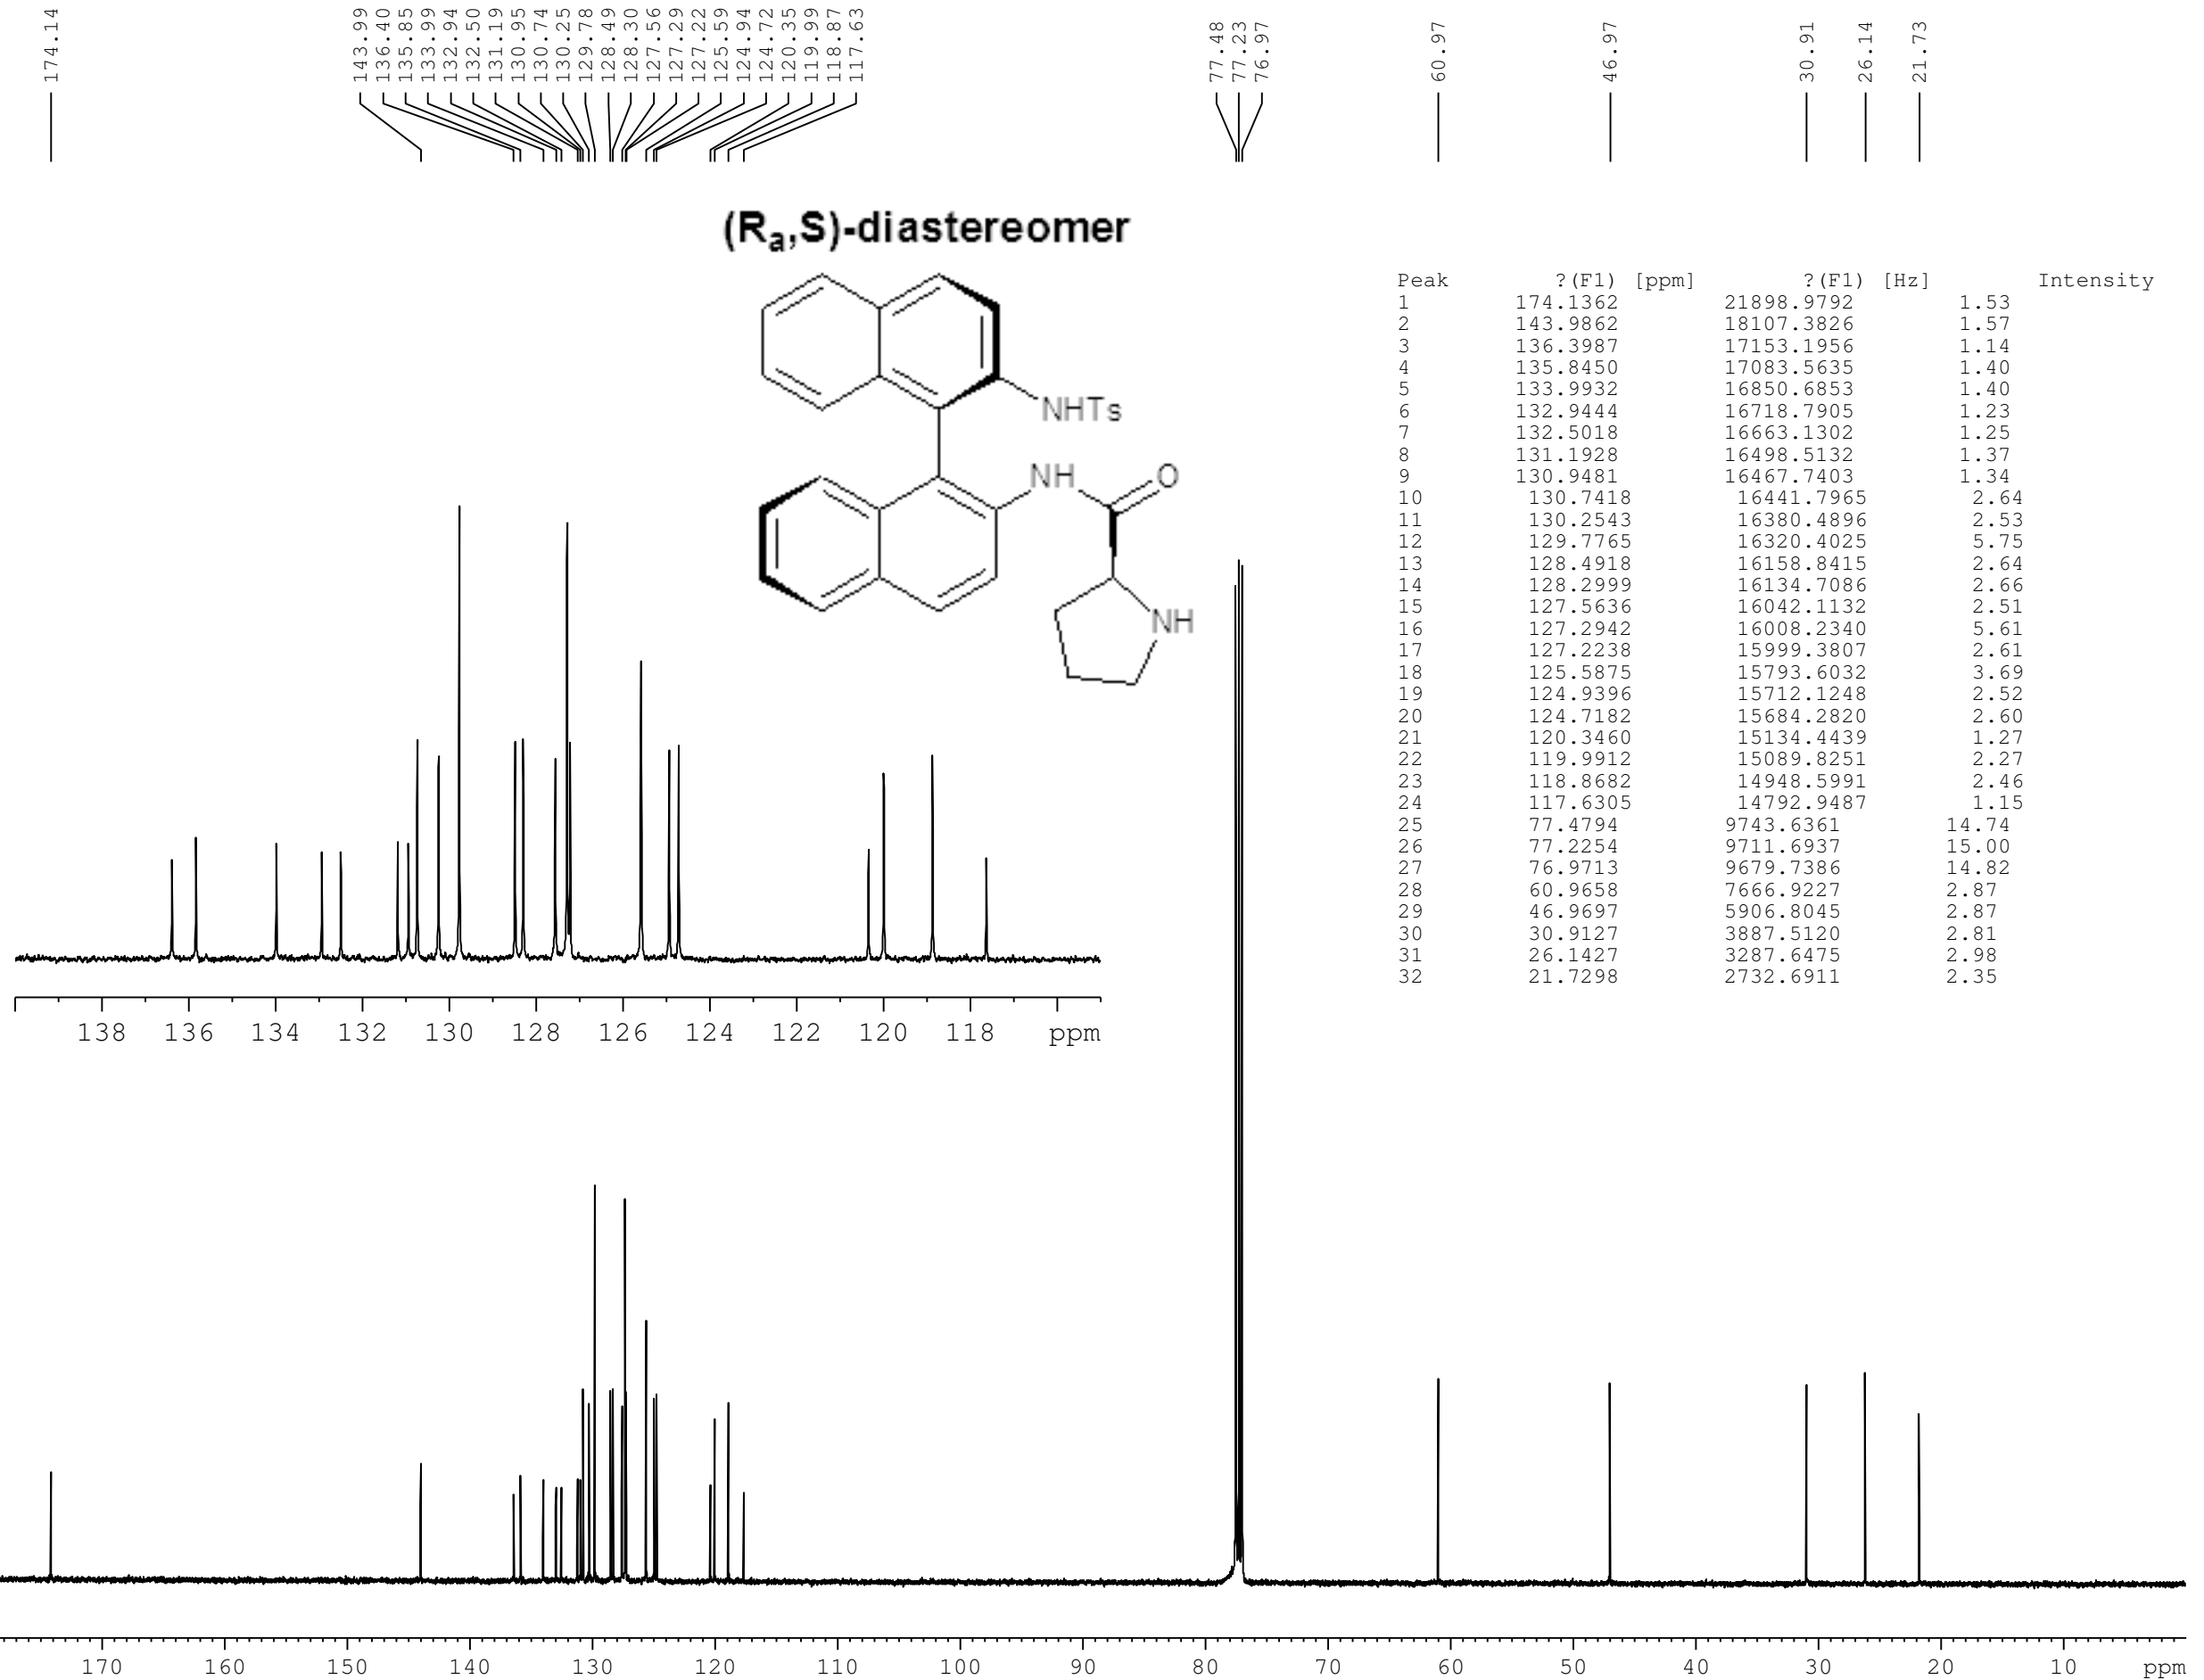 174.14
143.99
136.40
135.85
133.99
132.94
132.50
131.19
130.95
130.74
130.25
129.78
128.49
128.30
127.56
127.29
127.22
125.59
124.94
124.72
120.35
119.99
118.87
117.63
77.48
77.23
76.97
60.97
46.97
30.91
26.14
21.73
(Ra,S)-diastereomer
NHTs
NH
O
NH
Peak ?(F1) [ppm] ?(F1) [Hz] Intensity
1 174.1362 21898.9792 1.53
2 143.9862 18107.3826 1.57
3 136.3987 17153.1956 1.14
4 135.8450 17083.5635 1.40
5 133.9932 16850.6853 1.40
6 132.9444 16718.7905 1.23
7 132.5018 16663.1302 1.25
8 131.1928 16498.5132 1.37
9 130.9481 16467.7403 1.34
10 130.7418 16441.7965 2.64
11 130.2543 16380.4896 2.53
12 129.7765 16320.4025 5.75
13 128.4918 16158.8415 2.64
14 128.2999 16134.7086 2.66
15 127.5636 16042.1132 2.51
16 127.2942 16008.2340 5.61
17 127.2238 15999.3807 2.61
18 125.5875 15793.6032 3.69
19 124.9396 15712.1248 2.52
20 124.7182 15684.2820 2.60
21 120.3460 15134.4439 1.27
22 119.9912 15089.8251 2.27
23 118.8682 14948.5991 2.46
24 117.6305 14792.9487 1.15
25 77.4794 9743.6361 14.74
26 77.2254 9711.6937 15.00
27 76.9713 9679.7386 14.82
28 60.9658 7666.9227 2.87
29 46.9697 5906.8045 2.87
30 30.9127 3887.5120 2.81
31 26.1427 3287.6475 2.98
32 21.7298 2732.6911 2.35
138 136 134 132 130 128 126 124 122 120 118 ppm
170 160 150 140 130 120 110 100 90 80 70 60 50 40 30 20 10 ppm